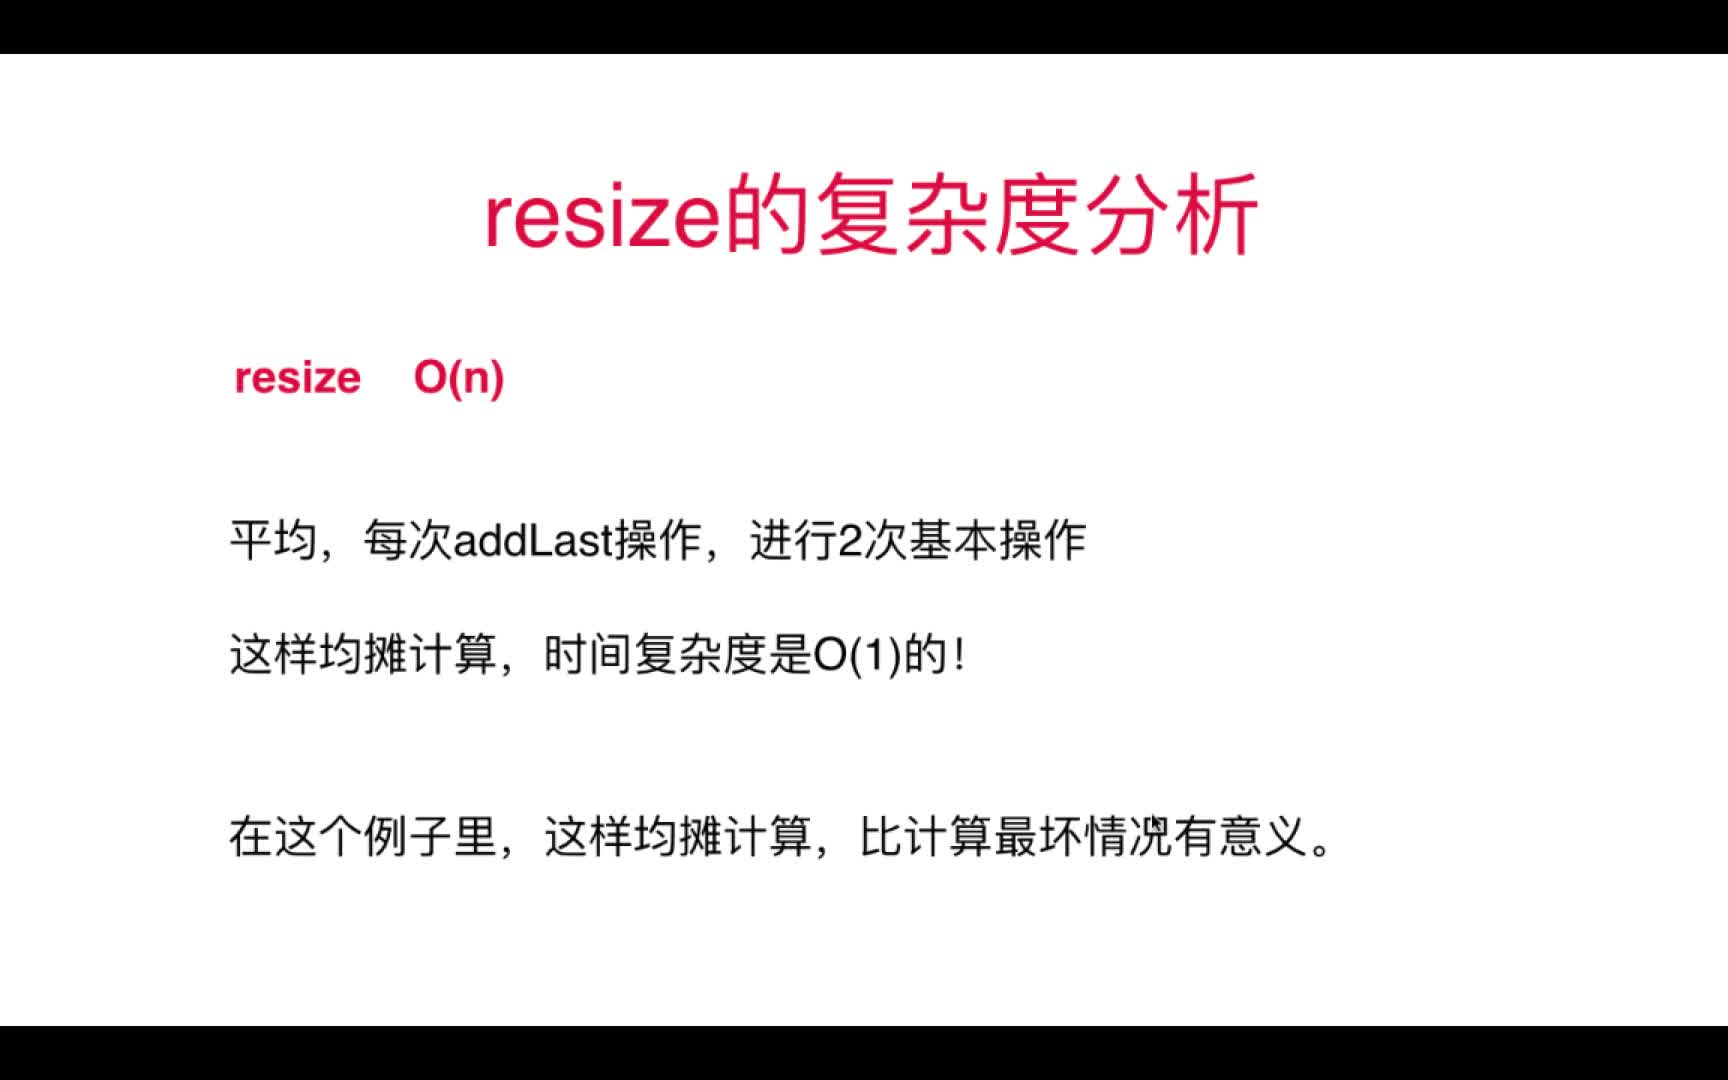 resize的复杂度分析
resize O(n)
平均，每次addLast操作，进行2次基本操作
这样均摊计算，时间复杂度是O(1)的！
在这个例子里，这样均摊计算，比计算最坏情况有意义。